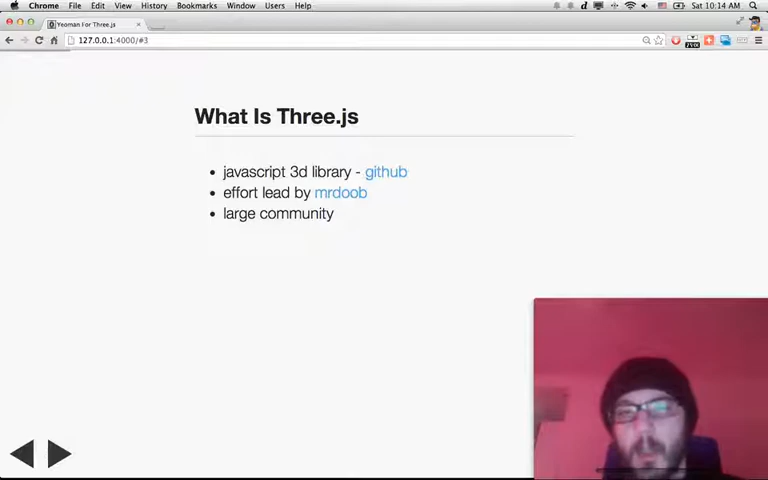 Chrome File Edit View History Bookmarks Window Users Help Sat 10:14 AM
Yeoman For Three.js
127.0.0.1:4000/#3
What Is Three.js
javascript 3d library - github
effort lead by mrdoob
large community